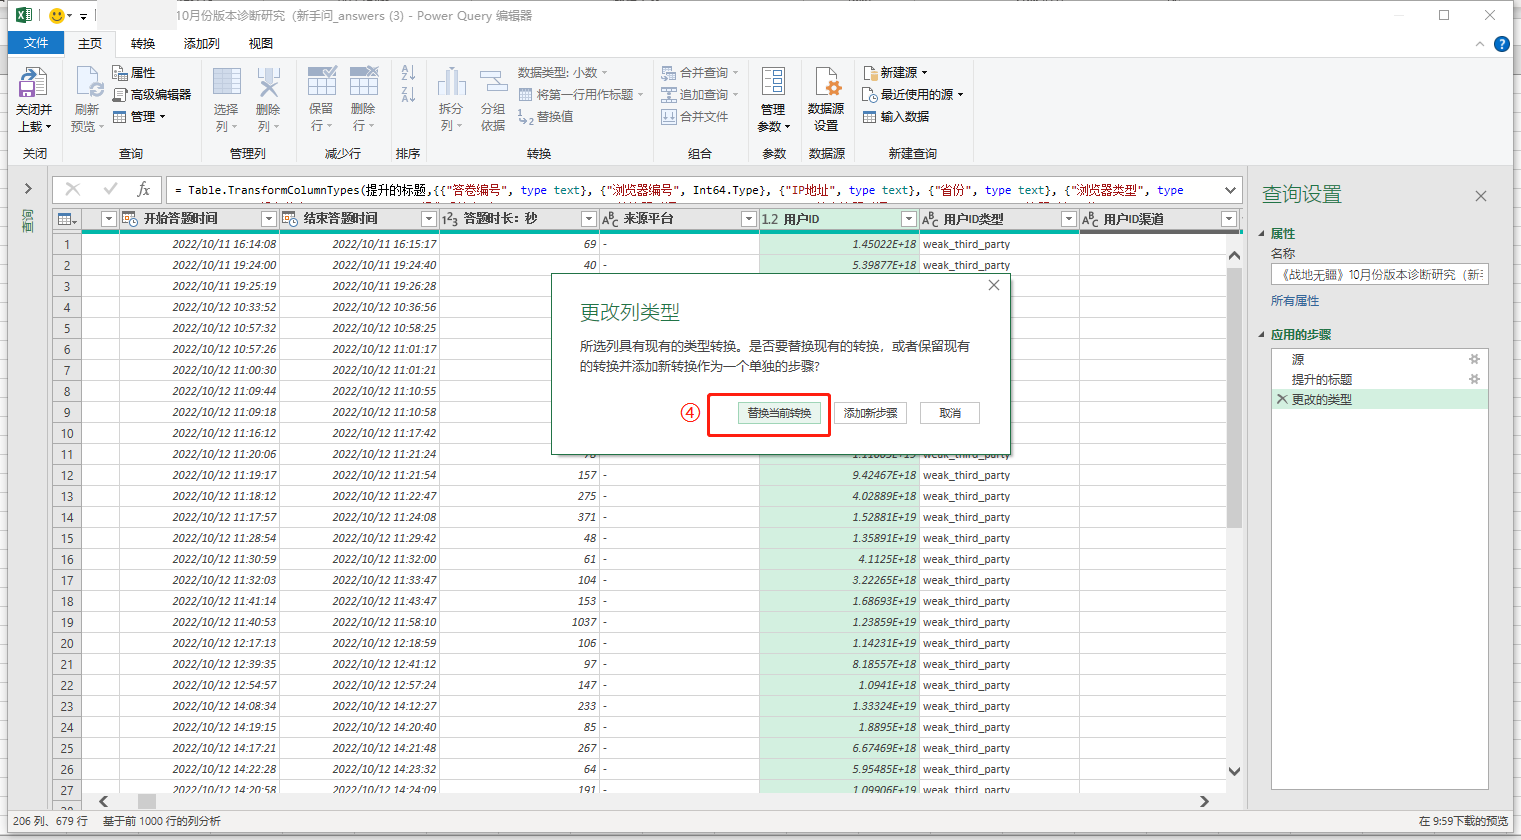 10月份版本诊断研究（新手问_answers (3) - Power Query 编辑器
文件 主页 转换 添加列 视图
关闭并上载 刷新预览 属性 高级编辑器 管理 选择列 删除列 保留行 删除行 拆分列 分组依据 数据类型: 小数 将第一行用作标题 替换值 合并查询 追加查询 合并文件 管理参数 数据源设置 新建源 最近使用的源 输入数据
关闭 查询 管理列 减少行 排序 转换 组合 参数 数据源 新建查询
fx = Table.TransformColumnTypes(提升的标题,{{"答卷编号", type text}, {"浏览器编号", Int64.Type}, {"IP地址", type text}, {"省份", type text}, {"浏览器类型", type
查询
开始答题时间 结束答题时间 1²3 答题时长: 秒 ABC 来源平台 1.2 用户ID ABC 用户ID类型 ABC 用户ID渠道
1 2022/10/11 16:14:08 2022/10/11 16:15:17 69 - 1.45022E+18 weak_third_party
2 2022/10/11 19:24:00 2022/10/11 19:24:40 40 - 5.39877E+18 weak_third_party
3 2022/10/11 19:25:19 2022/10/11 19:26:28
4 2022/10/12 10:33:52 2022/10/12 10:36:56
5 2022/10/12 10:57:32 2022/10/12 10:58:25
6 2022/10/12 10:57:26 2022/10/12 11:01:17
7 2022/10/12 11:00:30 2022/10/12 11:01:21
8 2022/10/12 11:09:44 2022/10/12 11:10:55
9 2022/10/12 11:09:18 2022/10/12 11:10:58
10 2022/10/12 11:16:12 2022/10/12 11:17:42
11 2022/10/12 11:20:06 2022/10/12 11:21:24
12 2022/10/12 11:19:17 2022/10/12 11:21:54 157 - 9.42467E+18 weak_third_party
13 2022/10/12 11:18:12 2022/10/12 11:22:47 275 - 4.02889E+18 weak_third_party
14 2022/10/12 11:17:57 2022/10/12 11:24:08 371 - 1.52881E+19 weak_third_party
15 2022/10/12 11:28:54 2022/10/12 11:29:42 48 - 1.35891E+19 weak_third_party
16 2022/10/12 11:30:59 2022/10/12 11:32:00 61 - 4.1125E+18 weak_third_party
17 2022/10/12 11:32:03 2022/10/12 11:33:47 104 - 3.22265E+18 weak_third_party
18 2022/10/12 11:41:14 2022/10/12 11:43:47 153 - 1.68693E+19 weak_third_party
19 2022/10/12 11:40:53 2022/10/12 11:58:10 1037 - 1.23859E+19 weak_third_party
20 2022/10/12 12:17:13 2022/10/12 12:18:59 106 - 1.14231E+19 weak_third_party
21 2022/10/12 12:39:35 2022/10/12 12:41:12 97 - 8.18557E+18 weak_third_party
22 2022/10/12 12:54:57 2022/10/12 12:57:24 147 - 1.0941E+18 weak_third_party
23 2022/10/12 14:08:34 2022/10/12 14:12:27 233 - 1.33324E+19 weak_third_party
24 2022/10/12 14:19:15 2022/10/12 14:20:40 85 - 1.8895E+18 weak_third_party
25 2022/10/12 14:17:21 2022/10/12 14:21:48 267 - 6.67469E+18 weak_third_party
26 2022/10/12 14:22:28 2022/10/12 14:23:32 64 - 5.95485E+18 weak_third_party
27 2022/10/12 14:20:58 2022/10/12 14:24:09 191 - 1.09906E+19 weak_third_party
更改列类型
所选列具有现有的类型转换。是否要替换现有的转换，或者保留现有
的转换并添加新转换作为一个单独的步骤?
④ 替换当前转换 添加新步骤 取消
查询设置
属性
名称
《战地无疆》10月份版本诊断研究（新手
所有属性
应用的步骤
源
提升的标题
更改的类型
206 列、679 行 基于前 1000 行的列分析 在 9:59下载的预览